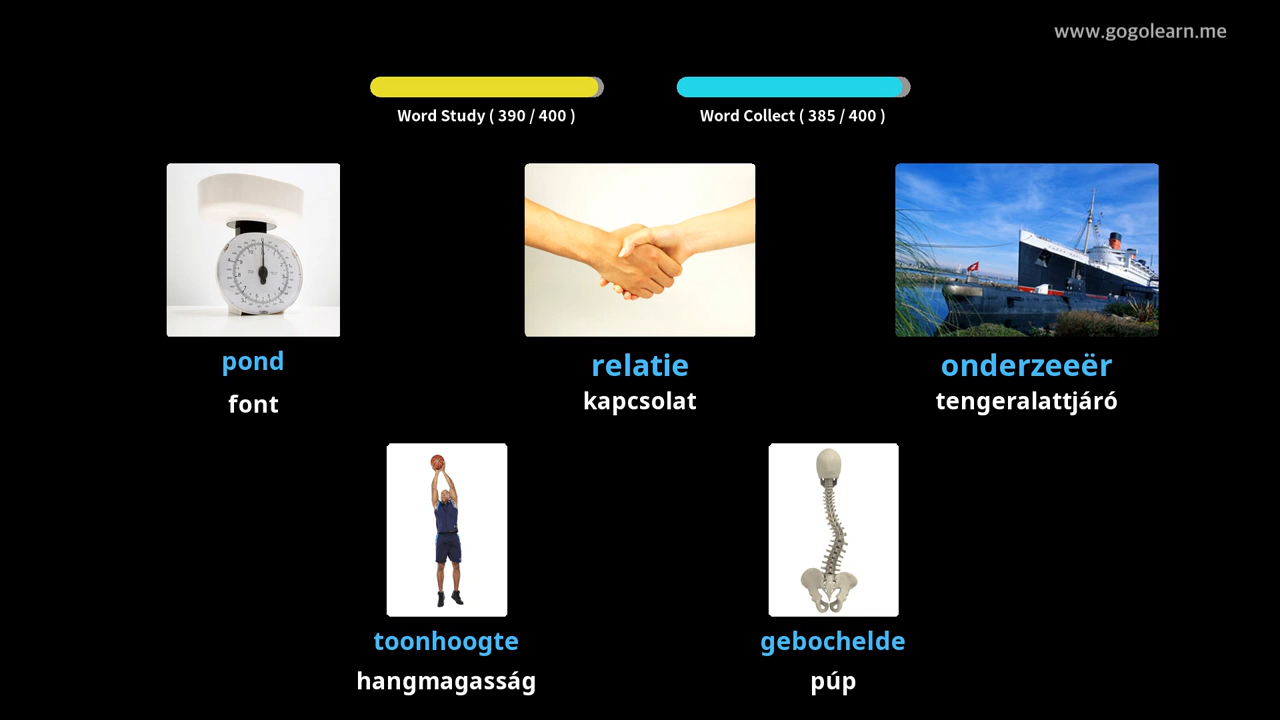 www.gogolearn.me
Word Study ( 390 / 400 )
Word Collect ( 385 / 400 )
pond
font
relatie
kapcsolat
onderzeeër
tengeralattjáró
toonhoogte
hangmagasság
gebochelde
púp